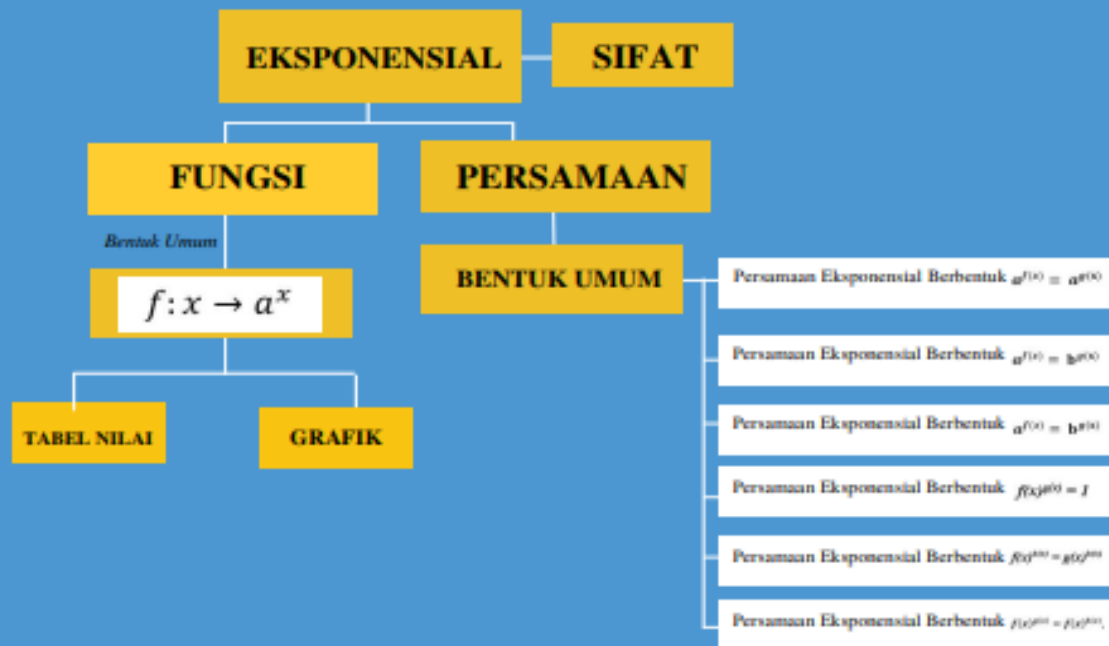 EKSPONENSIAL
SIFAT
FUNGSI
PERSAMAAN
Bentuk Umum
f: x → a^x
BENTUK UMUM
TABEL NILAI
GRAFIK
Persamaan Eksponensial Berbentuk a^f(x) = a^g(x)
Persamaan Eksponensial Berbentuk a^f(x) = b^g(x)
Persamaan Eksponensial Berbentuk a^f(x) = b^g(x)
Persamaan Eksponensial Berbentuk f(x)^g(x) = 1
Persamaan Eksponensial Berbentuk f(x)^h(x) = g(x)^h(x)
Persamaan Eksponensial Berbentuk f(x)^g(x) = f(x)^h(x).